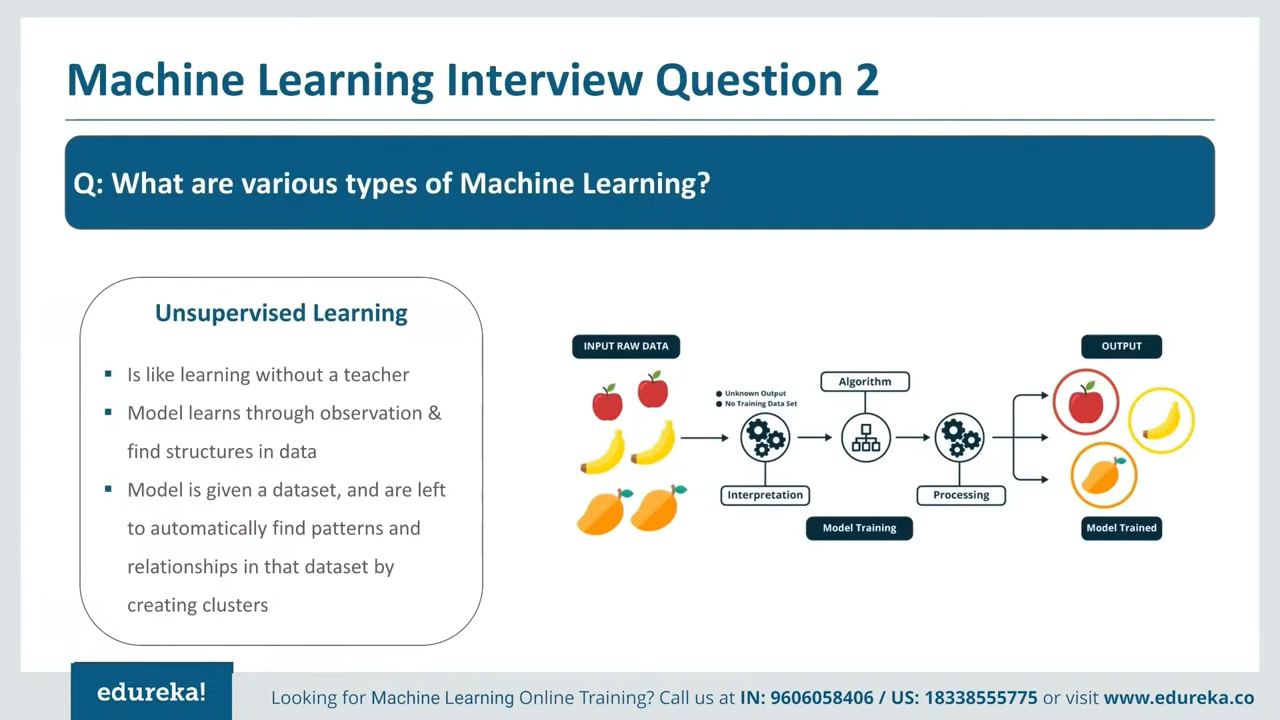 Machine Learning Interview Question 2
Q: What are various types of Machine Learning?
Unsupervised Learning
▪ Is like learning without a teacher
▪ Model learns through observation &
find structures in data
▪ Model is given a dataset, and are left
to automatically find patterns and
relationships in that dataset by
creating clusters
INPUT RAW DATA
● Unknown Output
● No Training Data Set
Interpretation
Algorithm
Processing
Model Training
OUTPUT
Model Trained
edureka!
Looking for Machine Learning Online Training? Call us at IN: 9606058406 / US: 18338555775 or visit www.edureka.co